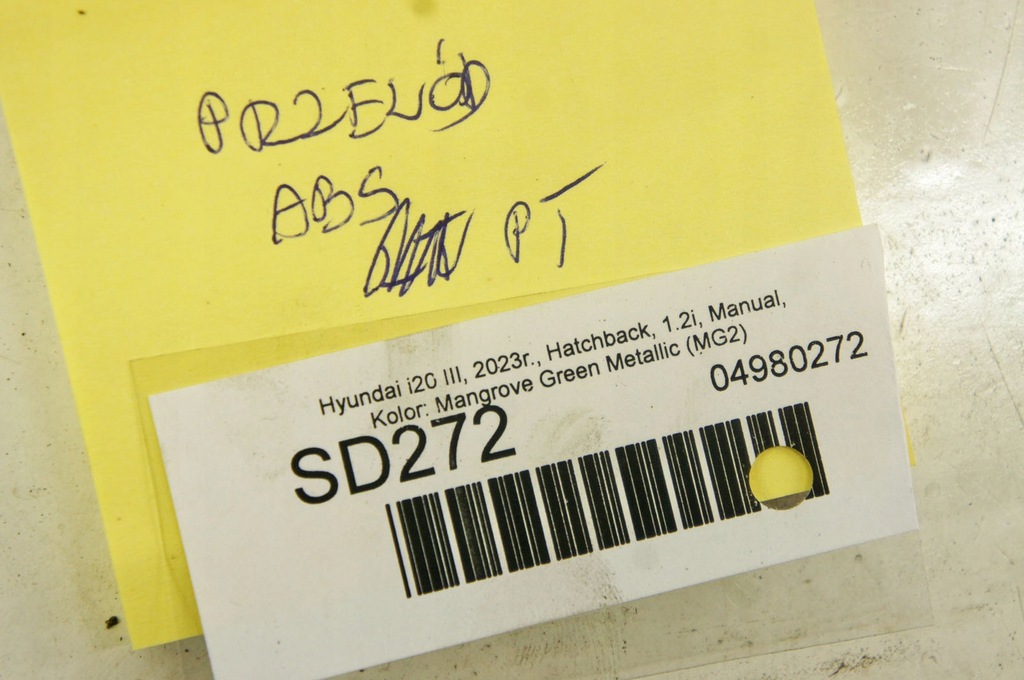 PRZEWÓD
ABS
PT
Hyundai i20 III, 2023r., Hatchback, 1.2i, Manual,
Kolor: Mangrove Green Metallic (MG2)
SD272
04980272